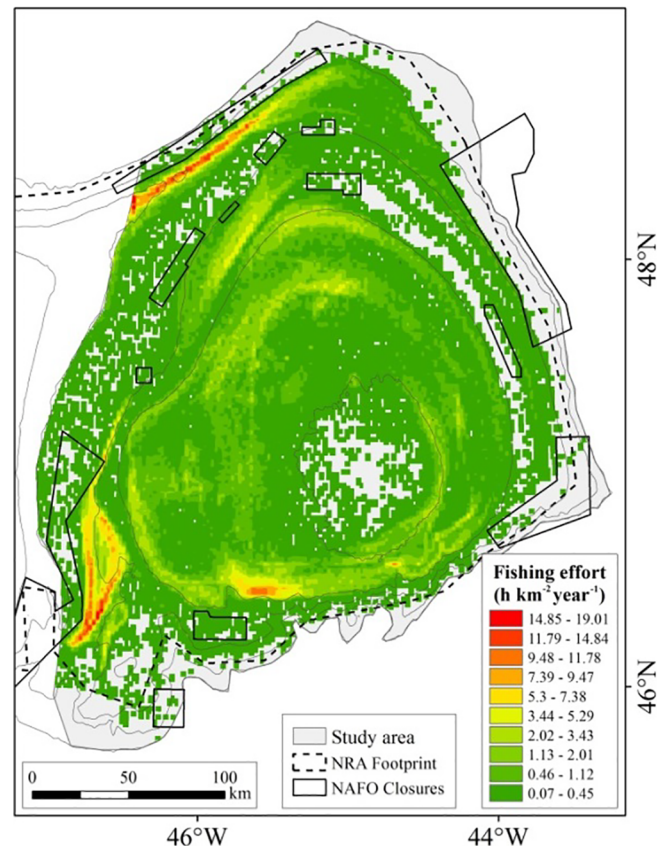 48°N
Fishing effort
(h km⁻² year⁻¹)
14.85 - 19.01
11.79 - 14.84
9.48 - 11.78
7.39 - 9.47
5.3 - 7.38
3.44 - 5.29
2.02 - 3.43
1.13 - 2.01
0.46 - 1.12
0.07 - 0.45
46°N
Study area
NRA Footprint
NAFO Closures
0 50 100
km
46°W 44°W